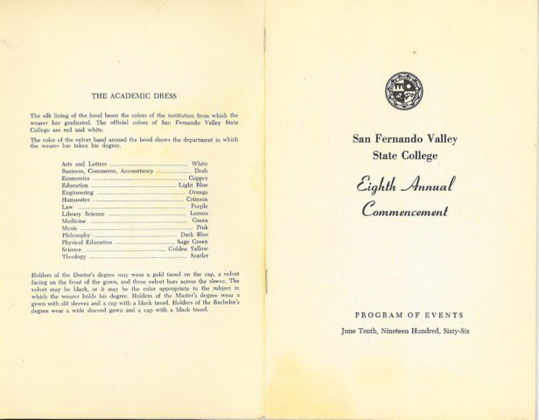 THE ACADEMIC DRESS
The silk lining of the hood bears the colors of the institution from which the
wearer has graduated. The official colors of San Fernando Valley State
College are red and white.
The color of the velvet band around the hood shows the department in which
the wearer has taken his degree.
Arts and Letters ........ White
Business, Commerce, Accountancy ........ Drab
Economics ........ Copper
Education ........ Light Blue
Engineering ........ Orange
Humanites ........ Crimson
Law ........ Purple
Library Science ........ Lemon
Medicine ........ Green
Music ........ Pink
Philosophy ........ Dark Blue
Physical Education ........ Sage Green
Science ........ Golden Yellow
Theology ........ Scarlet
Holders of the Doctor's degree may wear a gold tassel on the cap, a velvet
facing on the front of the gown, and three velvet bars across the sleeve. The
velvet may be black, or it may be the color appropriate to the subject in
which the wearer holds his degree. Holders of the Master's degree wear a
gown with slit sleeves and a cap with a black tassel. Holders of the Bachelor's
degree wear a wide sleeved gown and a cap with a black tassel.
San Fernando Valley
State College
Eighth Annual
Commencement
PROGRAM OF EVENTS
June Tenth, Nineteen Hundred, Sixty-Six